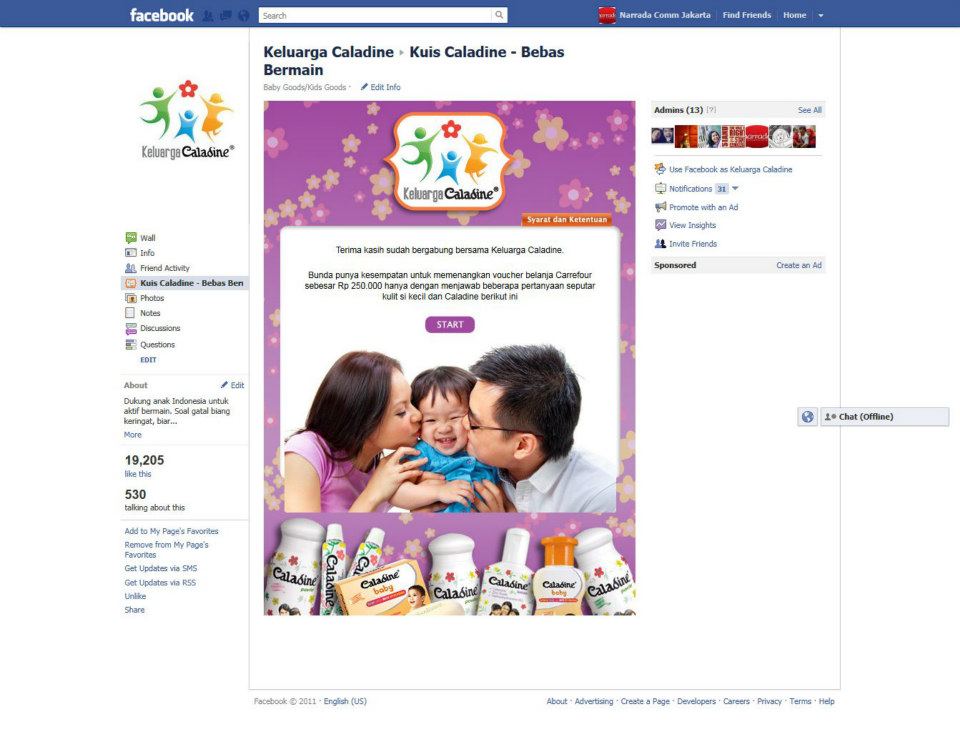 facebook
Search
Narrada Comm Jakarta
Find Friends
Home
Keluarga Caladine
Keluarga Caladine ▸ Kuis Caladine - Bebas
Bermain
Baby Goods/Kids Goods · Edit Info
Wall
Info
Friend Activity
Kuis Caladine - Bebas Ber
Photos
Notes
Discussions
Questions
EDIT
About
Edit
Dukung anak Indonesia untuk
aktif bermain. Soal gatal biang
keringat, biar...
More
19,205
like this
530
talking about this
Add to My Page's Favorites
Remove from My Page's
Favorites
Get Updates via SMS
Get Updates via RSS
Unlike
Share
Keluarga Caladine®
Syarat dan Ketentuan
Terima kasih sudah bergabung bersama Keluarga Caladine.
Bunda punya kesempatan untuk memenangkan voucher belanja Carrefour
sebesar Rp 250.000 hanya dengan menjawab beberapa pertanyaan seputar
kulit si kecil dan Caladine berikut ini
START
Caladine
Caladine
baby
Caladine
Caladine
Caladine
baby
Caladine
Admins (13) [?]
See All
Use Facebook as Keluarga Caladine
Notifications 31
Promote with an Ad
View Insights
Invite Friends
Sponsored
Create an Ad
Chat (Offline)
Facebook © 2011 · English (US)
About · Advertising · Create a Page · Developers · Careers · Privacy · Terms · Help